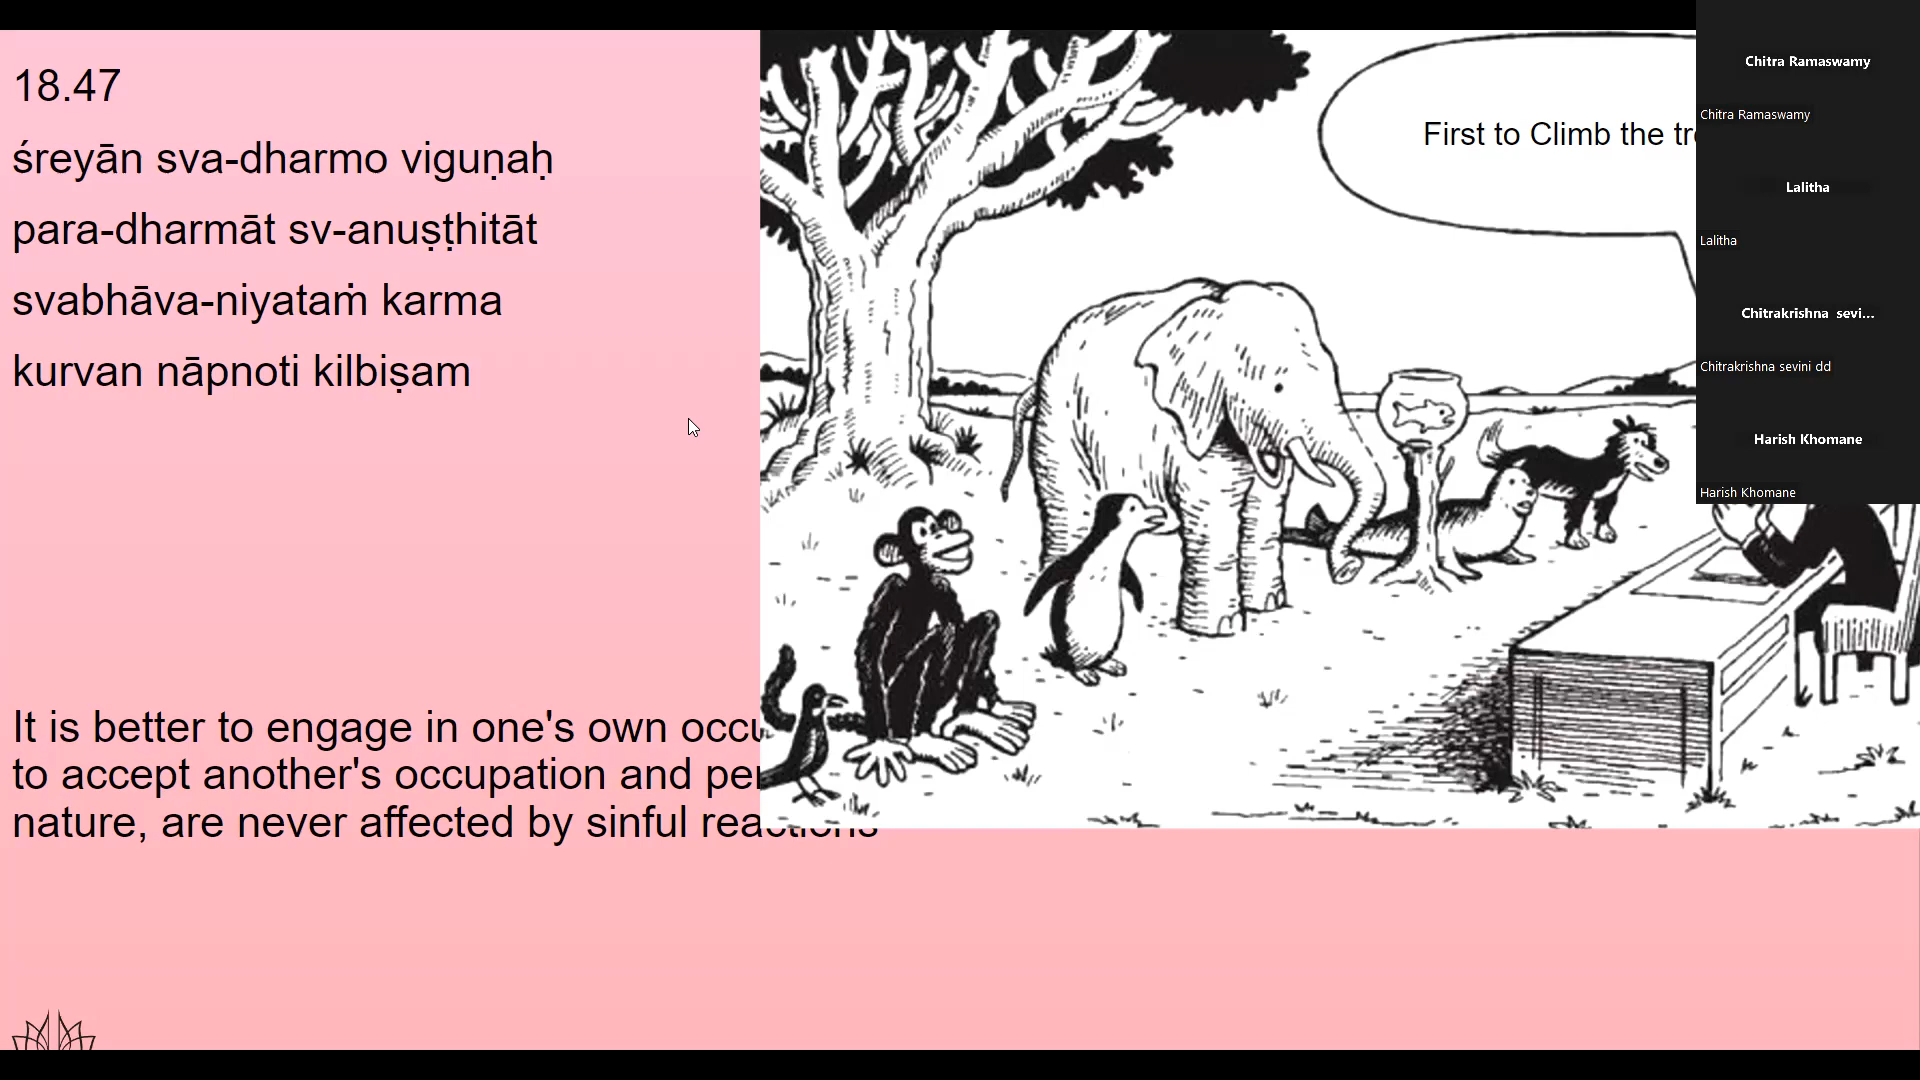 18.47
śreyān sva-dharmo viguṇaḥ
para-dharmāt sv-anuṣṭhitāt
svabhāva-niyataṁ karma
kurvan nāpnoti kilbiṣam
It is better to engage in one's own
to accept another's occupation and
nature, are never affected by sinful reactions
First to Climb the
Chitra Ramaswamy
Chitra Ramaswamy
Lalitha
Lalitha
Chitrakrishna sevi...
Chitrakrishna sevini dd
Harish Khomane
Harish Khomane